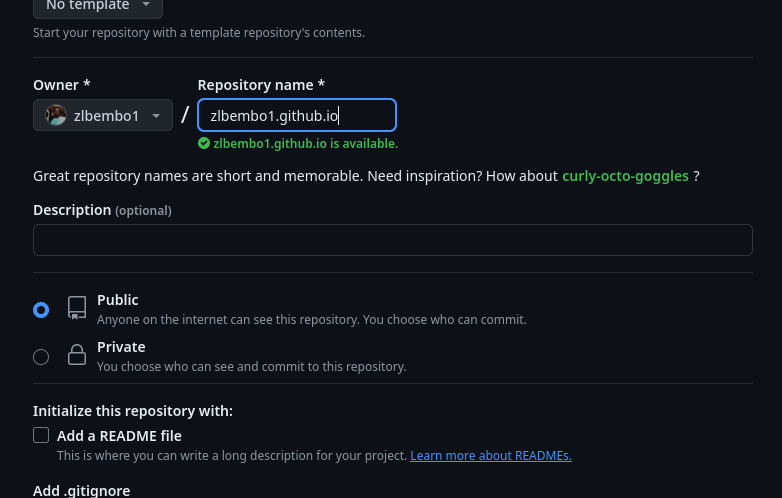 No template
Start your repository with a template repository's contents.
Owner *
Repository name *
zlbembo1
/
zlbembo1.github.io
zlbembo1.github.io is available.
Great repository names are short and memorable. Need inspiration? How about curly-octo-goggles ?
Description (optional)
Public
Anyone on the internet can see this repository. You choose who can commit.
Private
You choose who can see and commit to this repository.
Initialize this repository with:
Add a README file
This is where you can write a long description for your project. Learn more about READMEs.
Add .gitignore